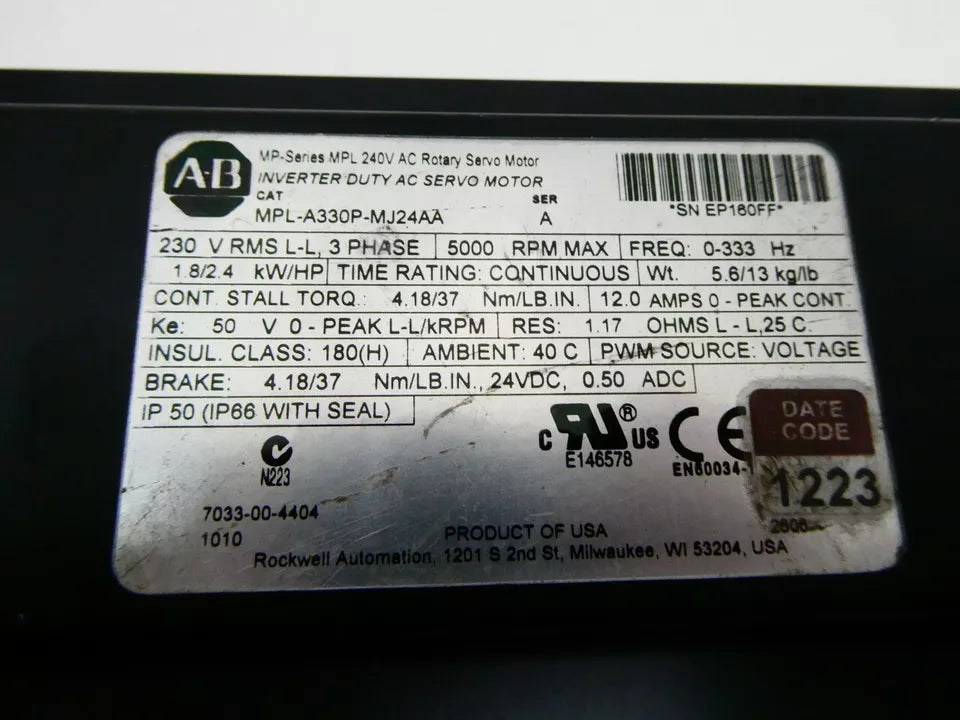 A-B
MP-Series MPL 240V AC Rotary Servo Motor
INVERTER DUTY AC SERVO MOTOR
CAT SER
MPL-A330P-MJ24AA A
*SN EP160FF*
230 V RMS L-L, 3 PHASE 5000 RPM MAX FREQ: 0-333 Hz
1.8/2.4 kW/HP TIME RATING: CONTINUOUS Wt. 5.6/13 kg/lb
CONT. STALL TORQ.: 4.18/37 Nm/LB.IN. 12.0 AMPS 0 - PEAK CONT.
Ke: 50 V 0 - PEAK L-L/kRPM RES: 1.17 OHMS L - L,25 C.
INSUL. CLASS: 180(H) AMBIENT: 40 C PWM SOURCE: VOLTAGE
BRAKE: 4.18/37 Nm/LB.IN., 24VDC, 0.50 ADC
IP 50 (IP66 WITH SEAL)
N223
C RU ® US
E146578
CE
EN60034-1
DATE CODE
1223
7033-00-4404
1010
PRODUCT OF USA
Rockwell Automation, 1201 S 2nd St, Milwaukee, WI 53204, USA